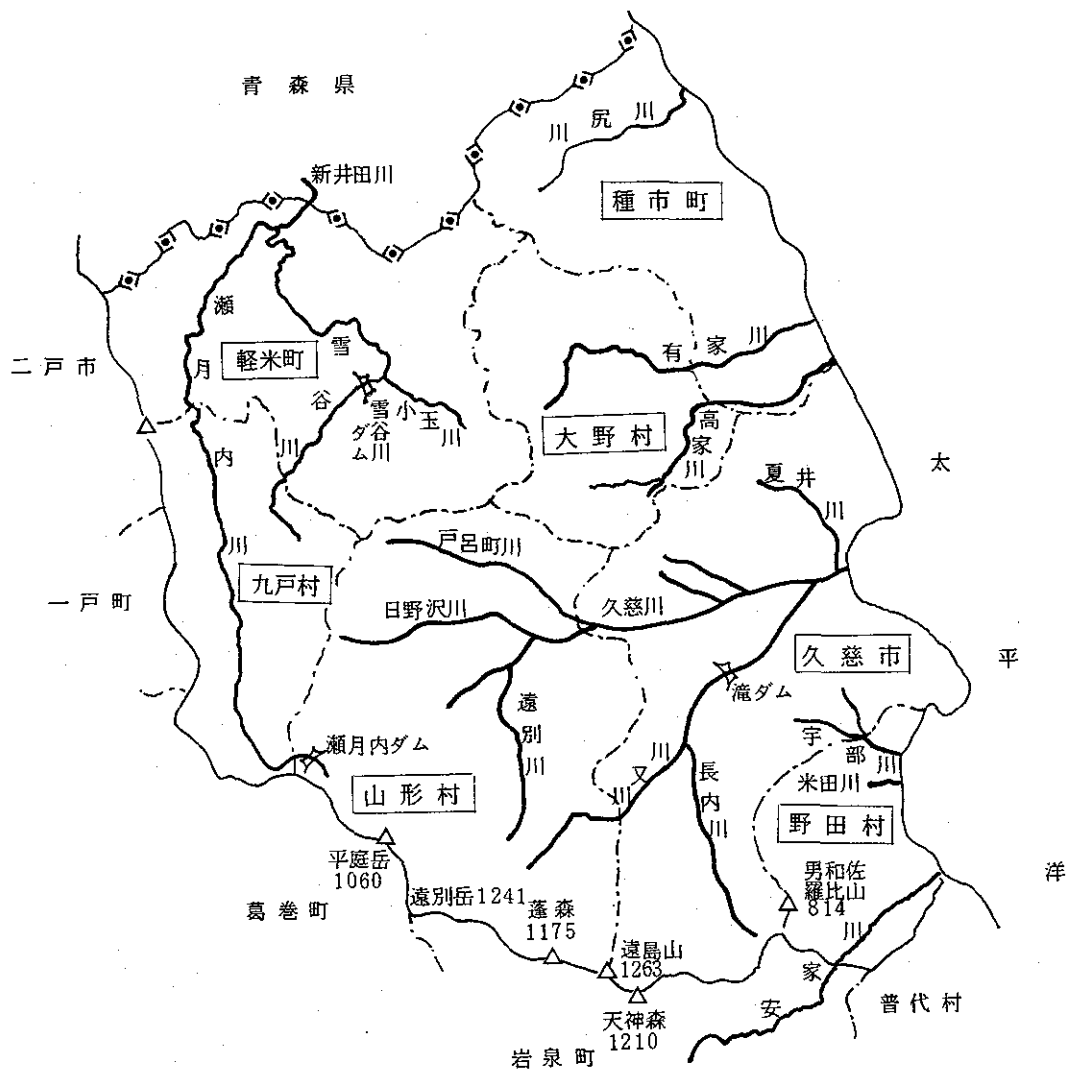 青森県
川尻川
新井田川
種市町
瀬月内川
軽米町
雪谷川
雪谷川
ダム
小玉川
二戸市
有家川
大野村
高家川
夏井川
太平洋
戸呂町川
九戸村
一戸町
日野沢川
久慈川
久慈市
滝ダム
遠別川
瀬月内ダム
川又川
長内川
宇部川
米田川
山形村
野田村
平庭岳
1060
男和佐
羅比山
814
葛巻町
遠別岳1241
蓬森
1175
遠島山
1263
安家川
天神森
1210
普代村
岩泉町